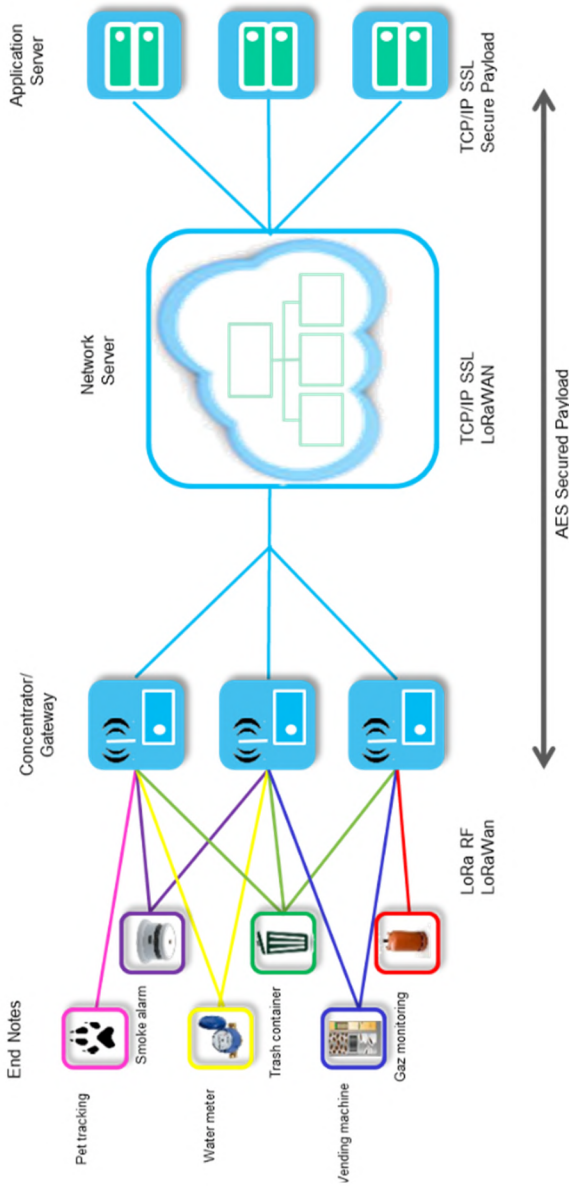 End Notes
Concentrator/
Gateway
Network
Server
Application
Server
Pet tracking
Smoke alarm
Water meter
Trash container
Vending machine
Gaz monitoring
LoRa RF
LoRaWan
TCP/IP SSL
LoRaWAN
TCP/IP SSL
Secure Payload
AES Secured Payload